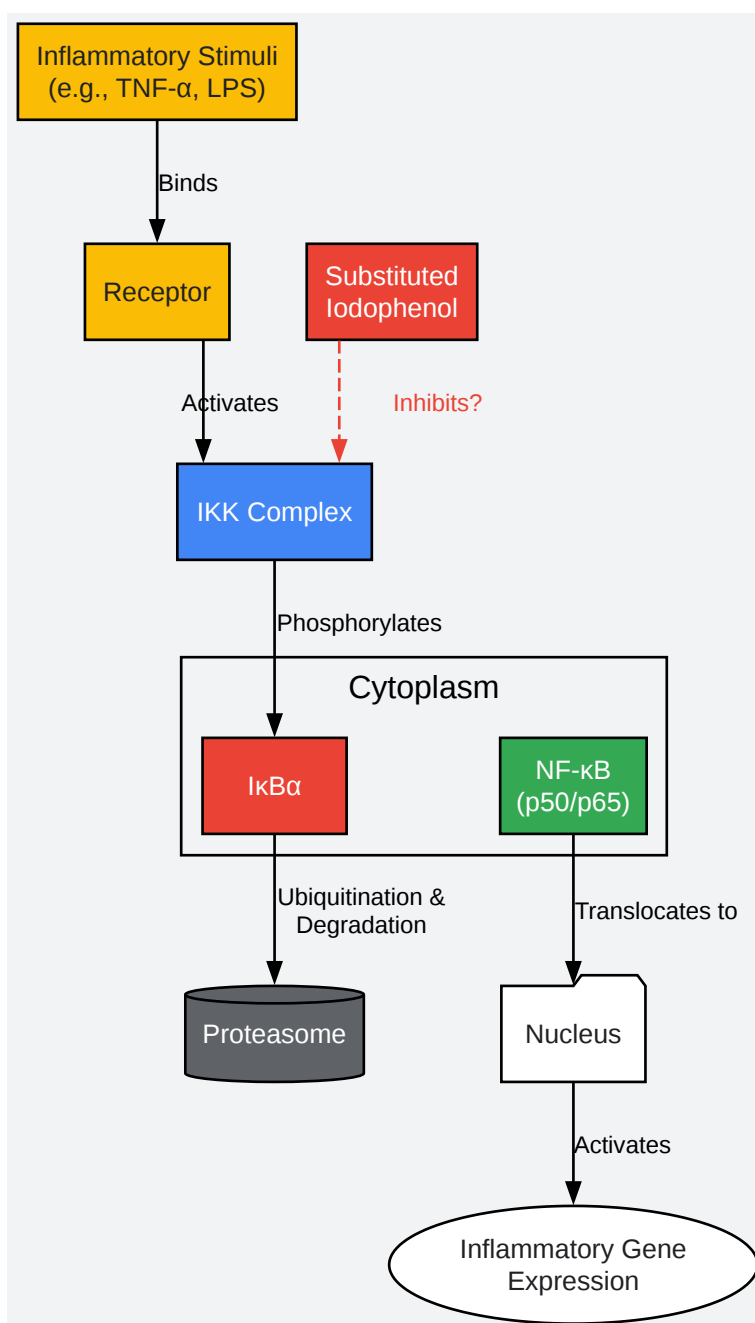 Inflammatory Stimuli
(e.g., TNF-α, LPS)
Binds
Receptor
Substituted
Iodophenol
Activates
Inhibits?
IKK Complex
Phosphorylates
Cytoplasm
IκBα
NF-κB
(p50/p65)
Ubiquitination &
Degradation
Translocates to
Proteasome
Nucleus
Activates
Inflammatory Gene
Expression